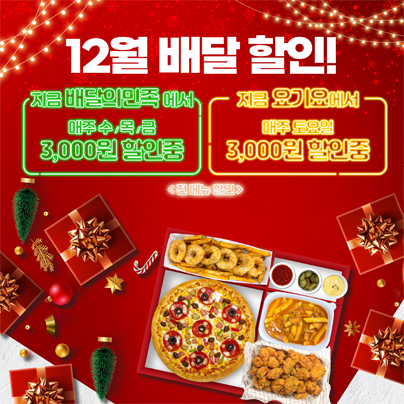 12월 배달 할인!
지금 배달의민족 에서
매주 수/목/금
3,000원 할인중
지금 요기요에서
매주 토요일
3,000원 할인중
<전 메뉴 할인>